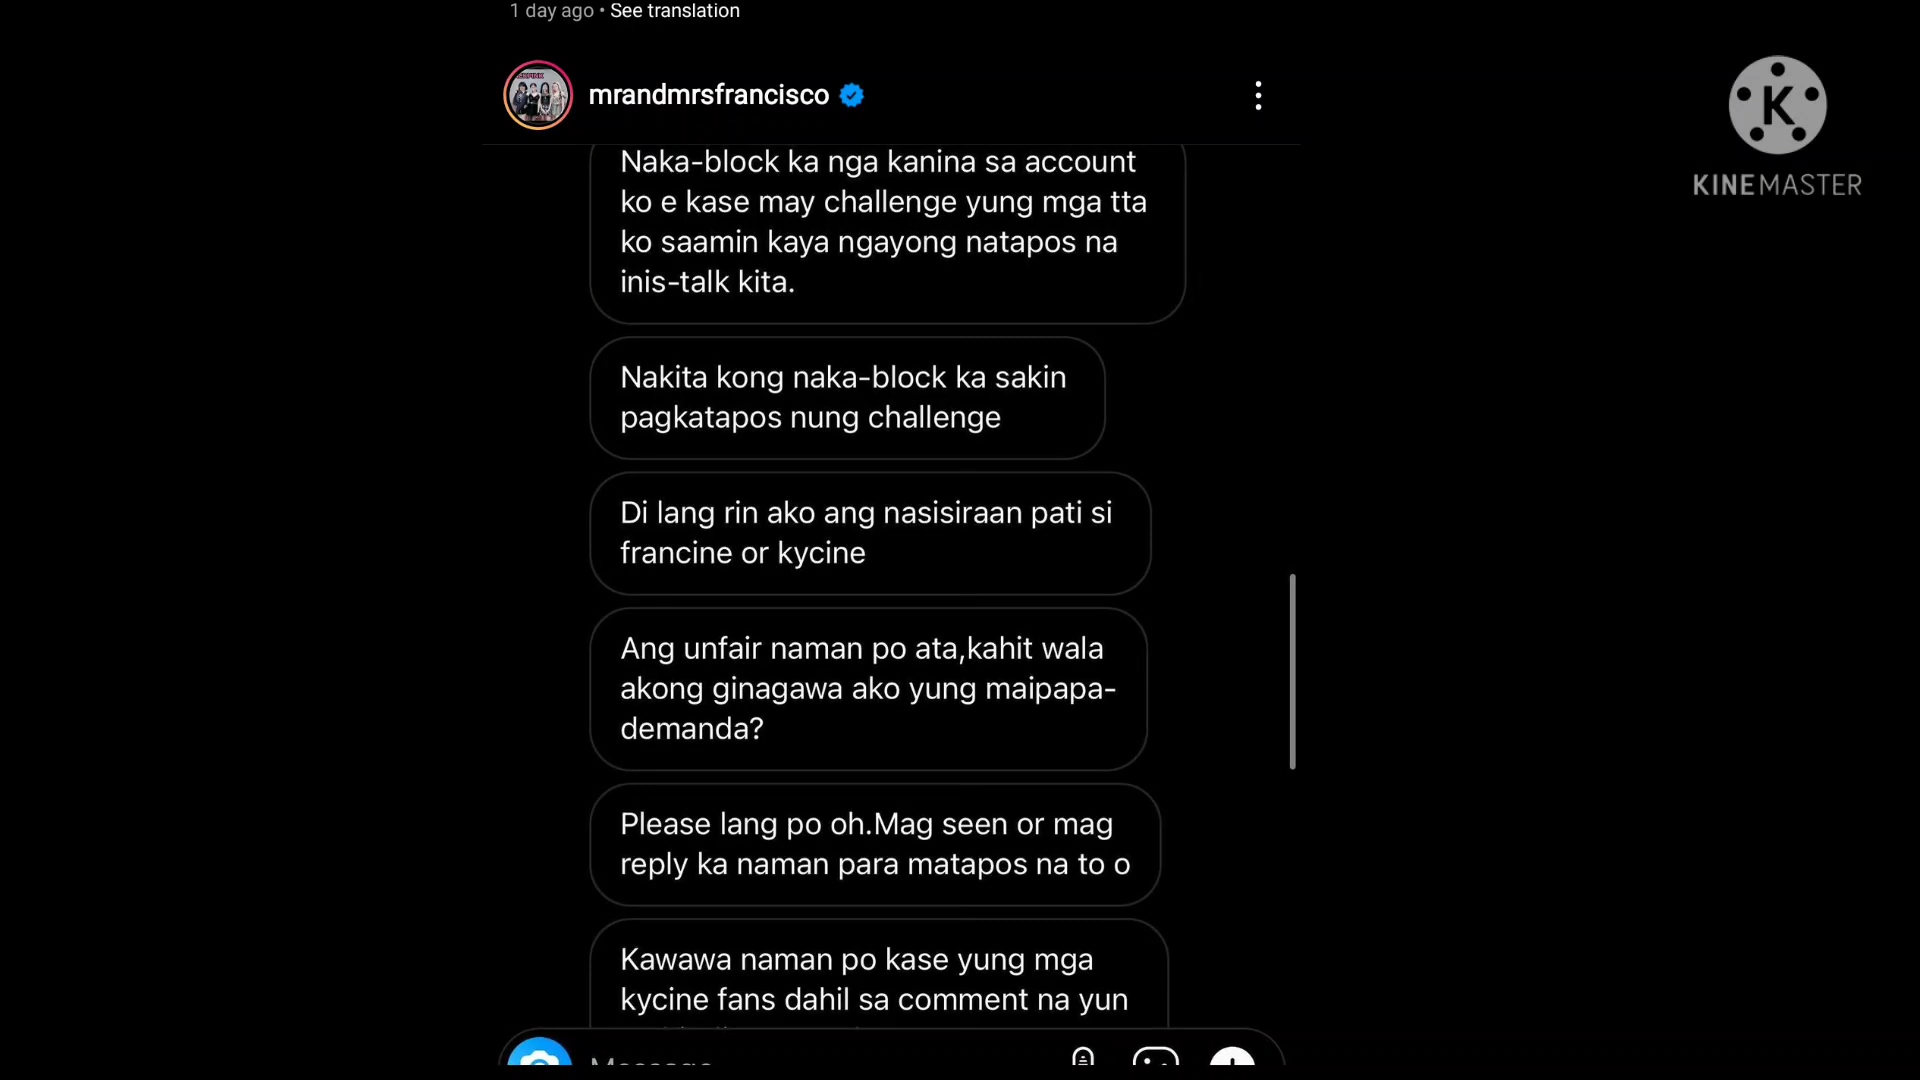 1 day ago • See translation
mrandmrsfrancisco
Naka-block ka nga kanina sa account
ko e kase may challenge yung mga tta
ko saamin kaya ngayong natapos na
inis-talk kita.
Nakita kong naka-block ka sakin
pagkatapos nung challenge
Di lang rin ako ang nasisiraan pati si
francine or kycine
Ang unfair naman po ata,kahit wala
akong ginagawa ako yung maipapa-
demanda?
Please lang po oh.Mag seen or mag
reply ka naman para matapos na to o
Kawawa naman po kase yung mga
kycine fans dahil sa comment na yun
Message
K
KINEMASTER